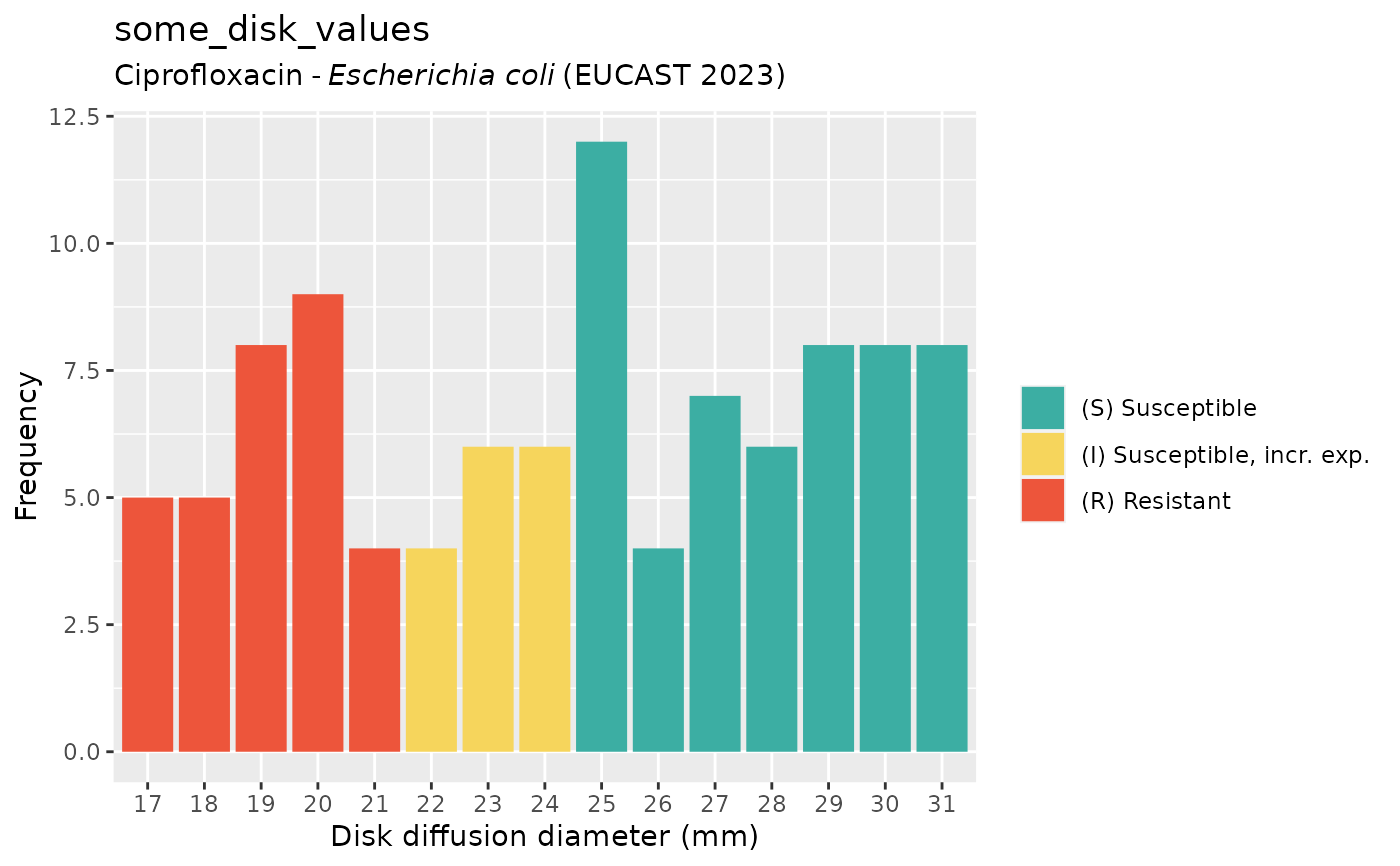 some_disk_values
Ciprofloxacin - Escherichia coli (EUCAST 2023)
12.5
10.0
7.5
5.0
2.5
0.0
Frequency
17 18 19 20 21 22 23 24 25 26 27 28 29 30 31
Disk diffusion diameter (mm)
(S) Susceptible
(I) Susceptible, incr. exp.
(R) Resistant